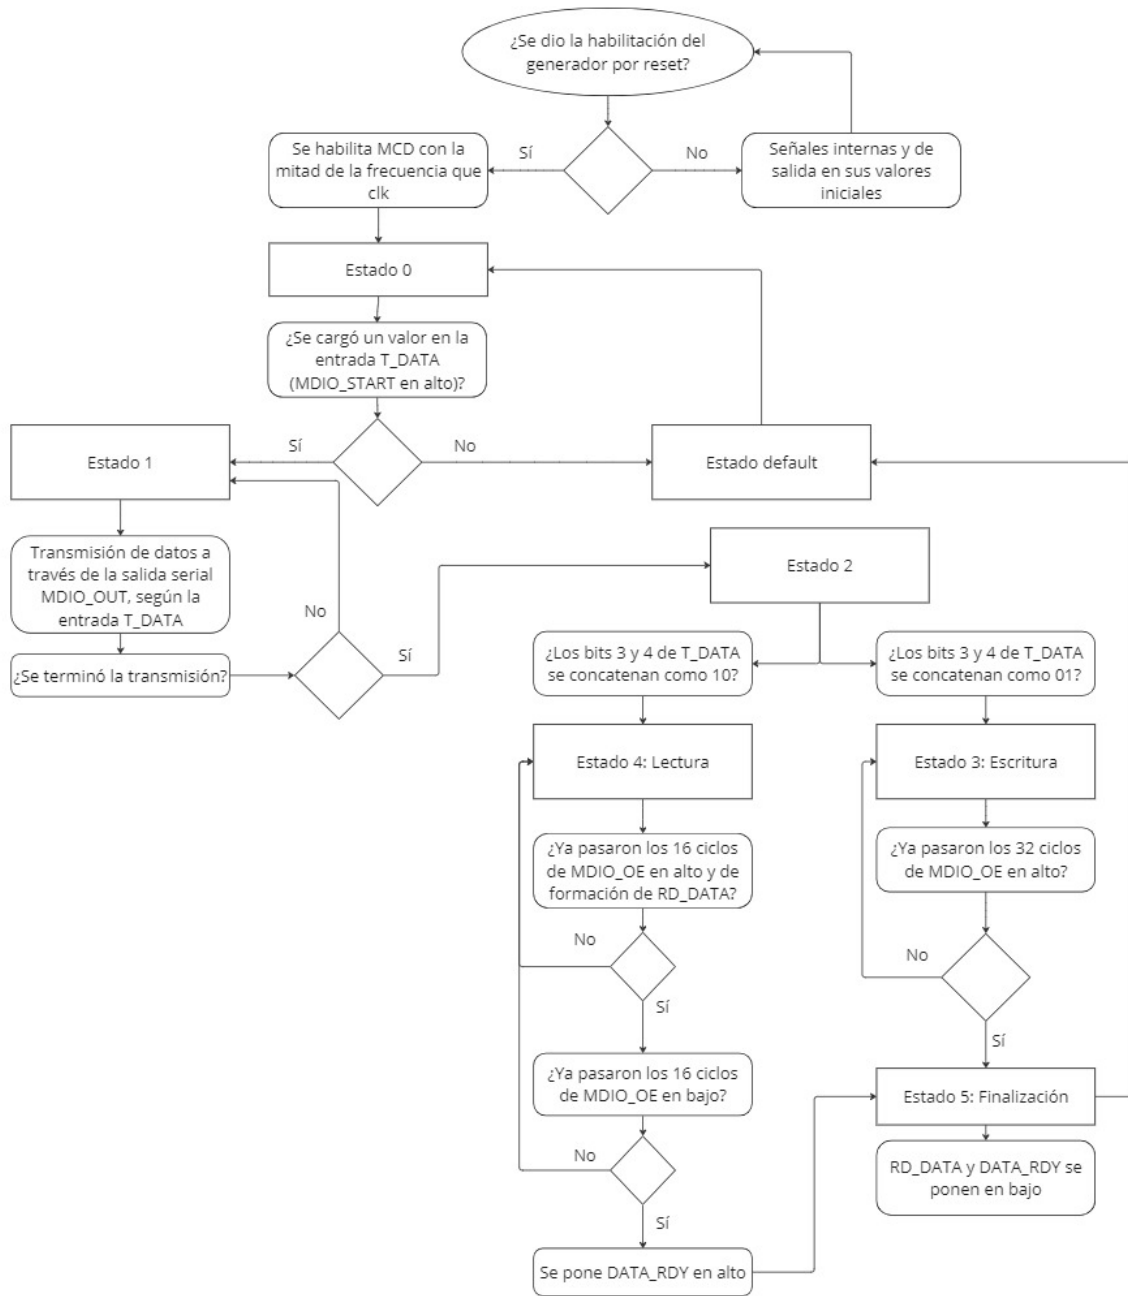 ¿Se dio la habilitación del
generador por reset?
Sí
No
Se habilita MCD con la
mitad de la frecuencia que
clk
Señales internas y de
salida en sus valores
iniciales
Estado 0
¿Se cargó un valor en la
entrada T_DATA
(MDIO_START en alto)?
Sí
No
Estado 1
Estado default
Transmisión de datos a
través de la salida serial
MDIO_OUT, según la
entrada T_DATA
No
¿Se terminó la transmisión?
Sí
Estado 2
¿Los bits 3 y 4 de T_DATA
se concatenan como 10?
¿Los bits 3 y 4 de T_DATA
se concatenan como 01?
Estado 4: Lectura
Estado 3: Escritura
¿Ya pasaron los 16 ciclos
de MDIO_OE en alto y de
formación de RD_DATA?
¿Ya pasaron los 32 ciclos
de MDIO_OE en alto?
No
No
Sí
Sí
¿Ya pasaron los 16 ciclos
de MDIO_OE en bajo?
Estado 5: Finalización
No
RD_DATA y DATA_RDY se
ponen en bajo
Sí
Se pone DATA_RDY en alto